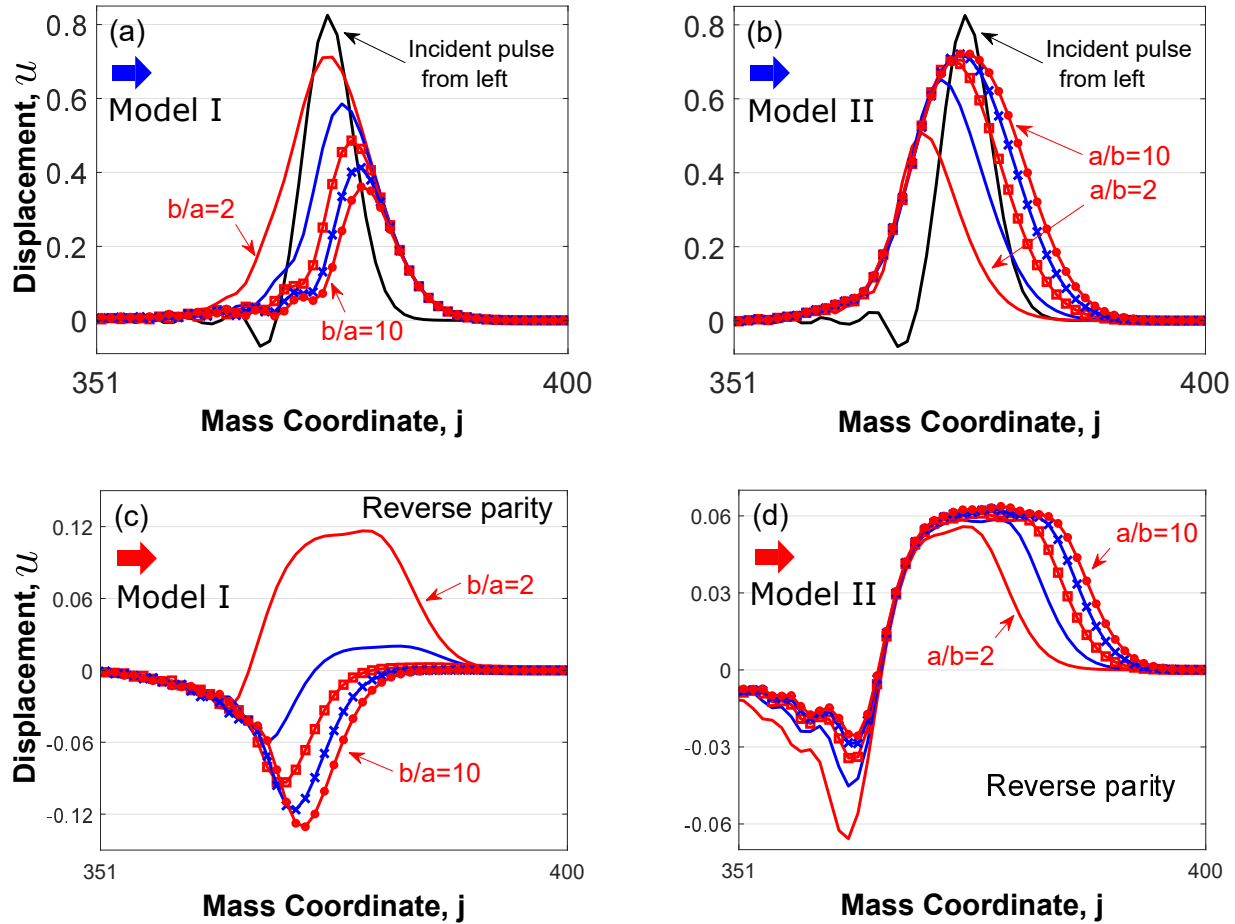 (a)
Incident pulse
from left
Model I
b/a=2
b/a=10
0.8
0.6
0.4
0.2
0
351
400
Displacement, u
Mass Coordinate, j
(b)
Incident pulse
from left
Model II
a/b=10
a/b=2
0.8
0.6
0.4
0.2
0
351
400
Mass Coordinate, j
(c)
Reverse parity
Model I
b/a=2
b/a=10
0.12
0.06
0
-0.06
-0.12
351
400
Displacement, u
Mass Coordinate, j
(d)
a/b=10
Model II
a/b=2
Reverse parity
0.06
0.03
0
-0.03
-0.06
351
400
Mass Coordinate, j